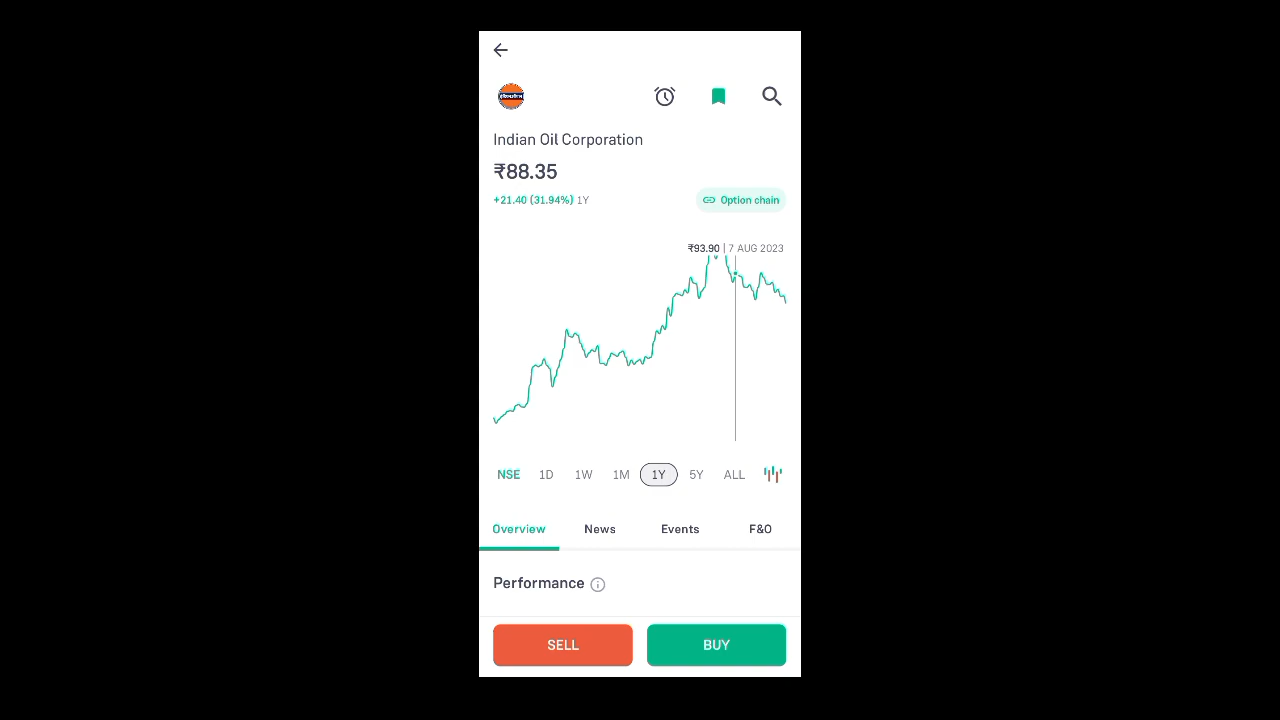 Indian Oil Corporation
₹88.35
+21.40 (31.94%) 1Y
Option chain
₹93.90 | 7 AUG 2023
NSE 1D 1W 1M 1Y 5Y ALL
Overview News Events F&O
Performance
SELL BUY